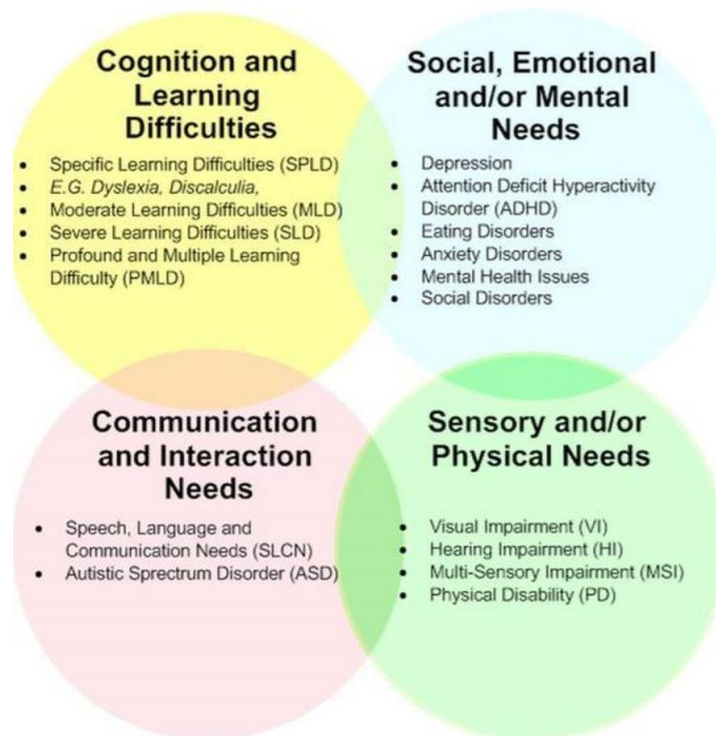 Cognition and
Learning
Difficulties
• Specific Learning Difficulties (SPLD)
• E.G. Dyslexia, Discalculia,
• Moderate Learning Difficulties (MLD)
• Severe Learning Difficulties (SLD)
• Profound and Multiple Learning
Difficulty (PMLD)
Social, Emotional
and/or Mental
Needs
• Depression
• Attention Deficit Hyperactivity
Disorder (ADHD)
• Eating Disorders
• Anxiety Disorders
• Mental Health Issues
• Social Disorders
Communication
and Interaction
Needs
• Speech, Language and
Communication Needs (SLCN)
• Autistic Sprectrum Disorder (ASD)
Sensory and/or
Physical Needs
• Visual Impairment (VI)
• Hearing Impairment (HI)
• Multi-Sensory Impairment (MSI)
• Physical Disability (PD)